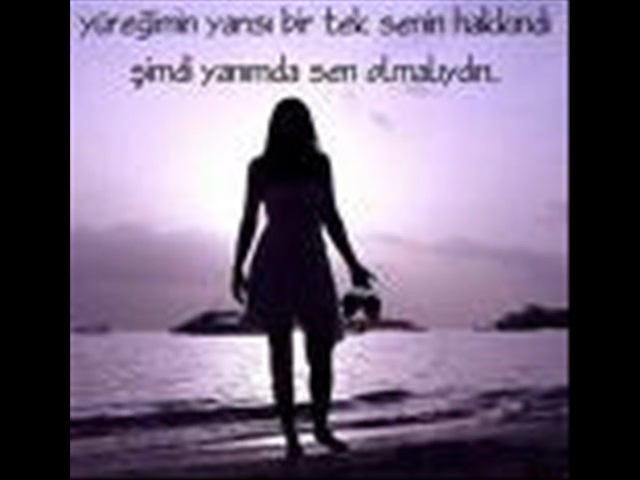 yüreğimin yarısı bir tek senin hakkındı
şimdi yanımda sen olmalıydın..